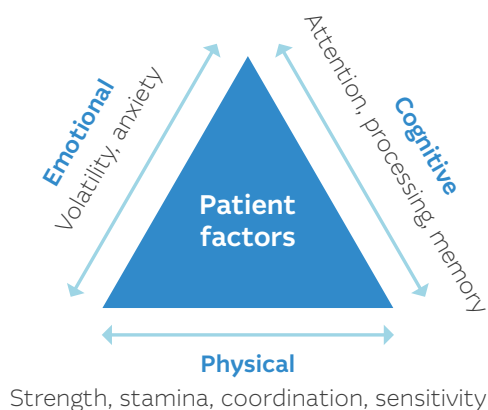 Emotional
Volatility, anxiety
Cognitive
Attention, processing, memory
Patient
factors
Physical
Strength, stamina, coordination, sensitivity